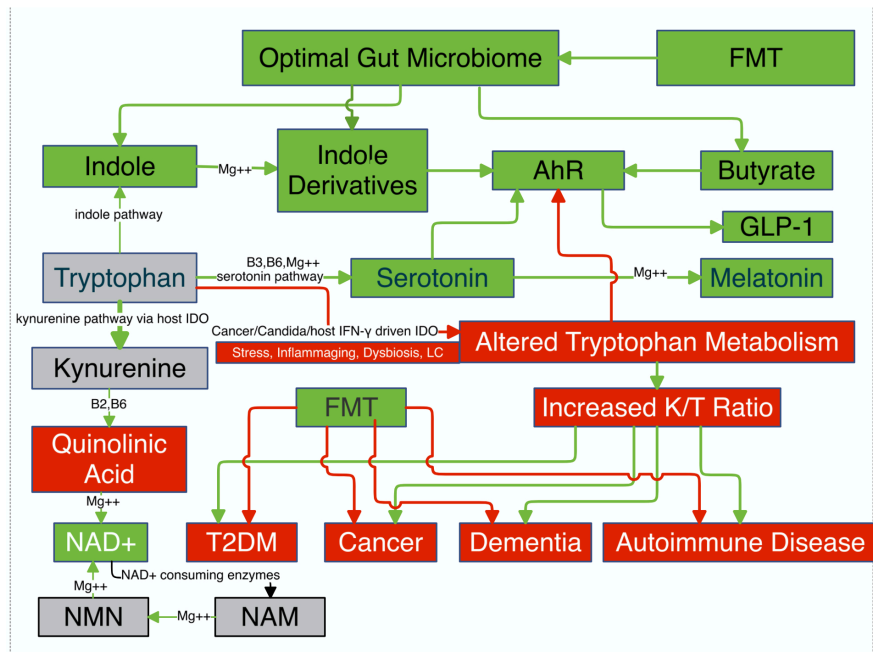 Optimal Gut Microbiome
FMT
Indole
Mg++
Indole
Derivatives
AhR
Butyrate
indole pathway
GLP-1
Tryptophan
B3,B6,Mg++
serotonin pathway
Serotonin
Mg++
Melatonin
kynurenine pathway via host IDO
Cancer/Candida/host IFN-γ driven IDO
Stress, Inflammaging, Dysbiosis, LC
Altered Tryptophan Metabolism
Kynurenine
B2,B6
FMT
Increased K/T Ratio
Quinolinic
Acid
Mg++
NAD+
T2DM
Cancer
Dementia
Autoimmune Disease
NAD+ consuming enzymes
Mg++
NMN
Mg++
NAM